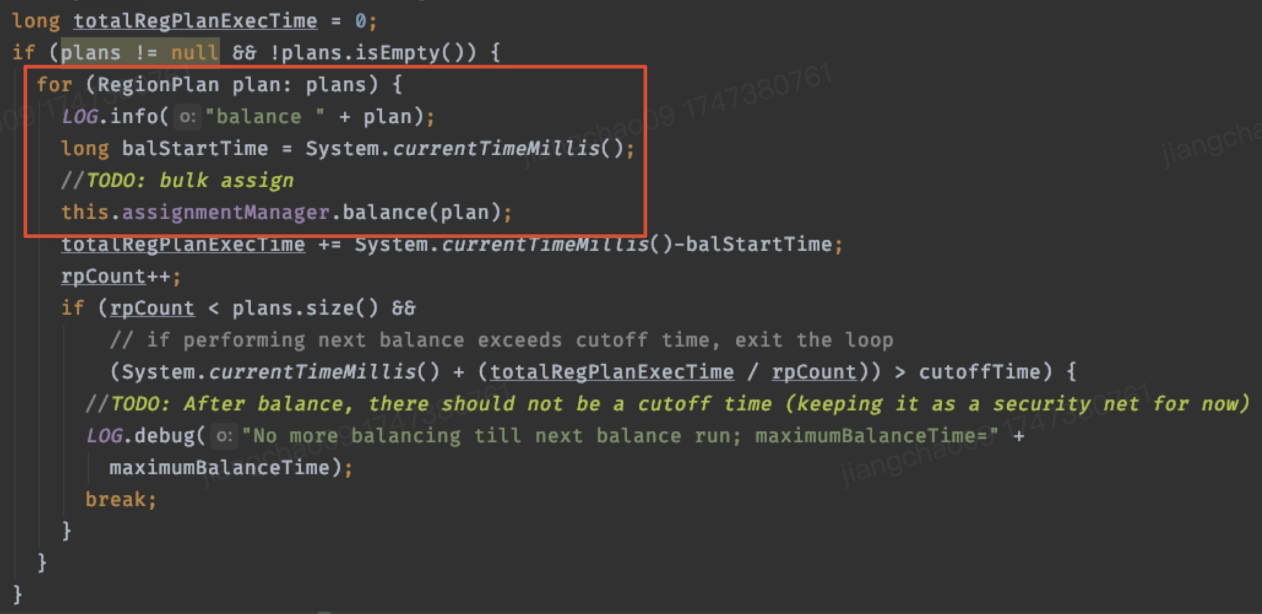 long totalRegPlanExecTime = 0;
if (plans != null && !plans.isEmpty()) {
for (RegionPlan plan: plans) {
LOG.info( o: "balance " + plan);
long balStartTime = System.currentTimeMillis();
//TODO: bulk assign
this.assignmentManager.balance(plan);
totalRegPlanExecTime += System.currentTimeMillis()-balStartTime;
rpCount++;
if (rpCount < plans.size() &&
// if performing next balance exceeds cutoff time, exit the loop
(System.currentTimeMillis() + (totalRegPlanExecTime / rpCount)) > cutoffTime) {
//TODO: After balance, there should not be a cutoff time (keeping it as a security net for now)
LOG.debug( o: "No more balancing till next balance run; maximumBalanceTime=" +
maximumBalanceTime);
break;
}
}
}
jiangchao09 1747380761